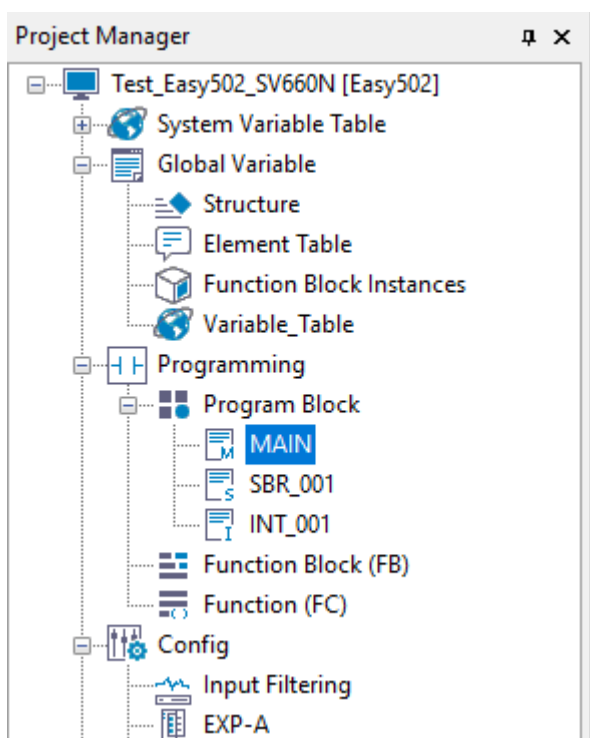 Project Manager
Test_Easy502_SV660N [Easy502]
System Variable Table
Global Variable
Structure
Element Table
Function Block Instances
Variable_Table
Programming
Program Block
MAIN
SBR_001
INT_001
Function Block (FB)
Function (FC)
Config
Input Filtering
EXP-A